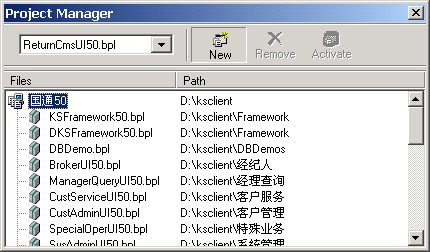 Project Manager
ReturnCmsUI50.bpl
New
Remove
Activate
Files Path
国通50 D:\ksclient
KSFramework50.bpl D:\ksclient\Framework
DKSFramework50.bpl D:\ksclient\Framework
DBDemo.bpl D:\ksclient\DBDemos
BrokerUI50.bpl D:\ksclient\经纪人
ManagerQueryUI50.bpl D:\ksclient\经理查询
CustServiceUI50.bpl D:\ksclient\客户服务
CustAdminUI50.bpl D:\ksclient\客户管理
SpecialOperUI50.bpl D:\ksclient\特殊业务
SysAdminUI50.bpl D:\ksclient\系统管理